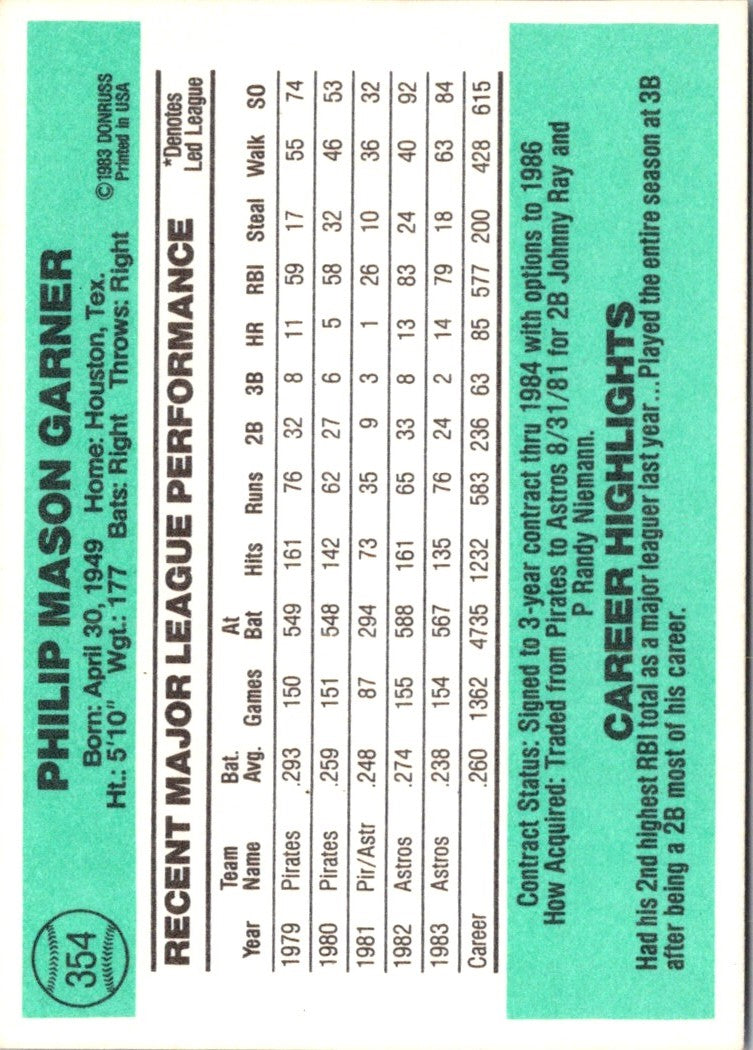 354
PHILIP MASON GARNER
Born: April 30, 1949 Home: Houston, Tex.
Ht.: 5'10" Wgt.: 177 Bats: Right Throws: Right
©1983 DONRUSS
Printed in USA
RECENT MAJOR LEAGUE PERFORMANCE
*Denotes
Led League
Year Team Name Bat. Avg. Games At Bat Hits Runs 2B 3B HR RBI Steal Walk SO
1979 Pirates .293 150 549 161 76 32 8 11 59 17 55 74
1980 Pirates .259 151 548 142 62 27 6 5 58 32 46 53
1981 Pir/Astr .248 87 294 73 35 9 3 1 26 10 36 32
1982 Astros .274 155 588 161 65 33 8 13 83 24 40 92
1983 Astros .238 154 567 135 76 24 2 14 79 18 63 84
Career .260 1362 4735 1232 583 236 63 85 577 200 428 615
Contract Status: Signed to 3-year contract thru 1984 with options to 1986
How Acquired: Traded from Pirates to Astros 8/31/81 for 2B Johnny Ray and
P Randy Niemann.
CAREER HIGHLIGHTS
Had his 2nd highest RBI total as a major leaguer last year...Played the entire season at 3B
after being a 2B most of his career.